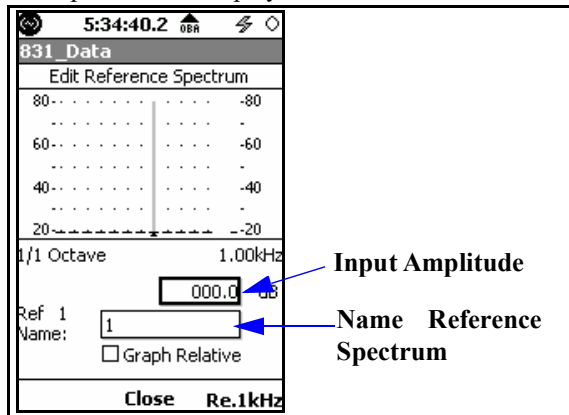 5:34:40.2 OBA
831_Data
Edit Reference Spectrum
80 -80
60 -60
40 -40
20 -20
1/1 Octave 1.00kHz
000.0 dB
Input Amplitude
Ref 1
Name: 1
Name Reference
Spectrum
Graph Relative
Close Re.1kHz